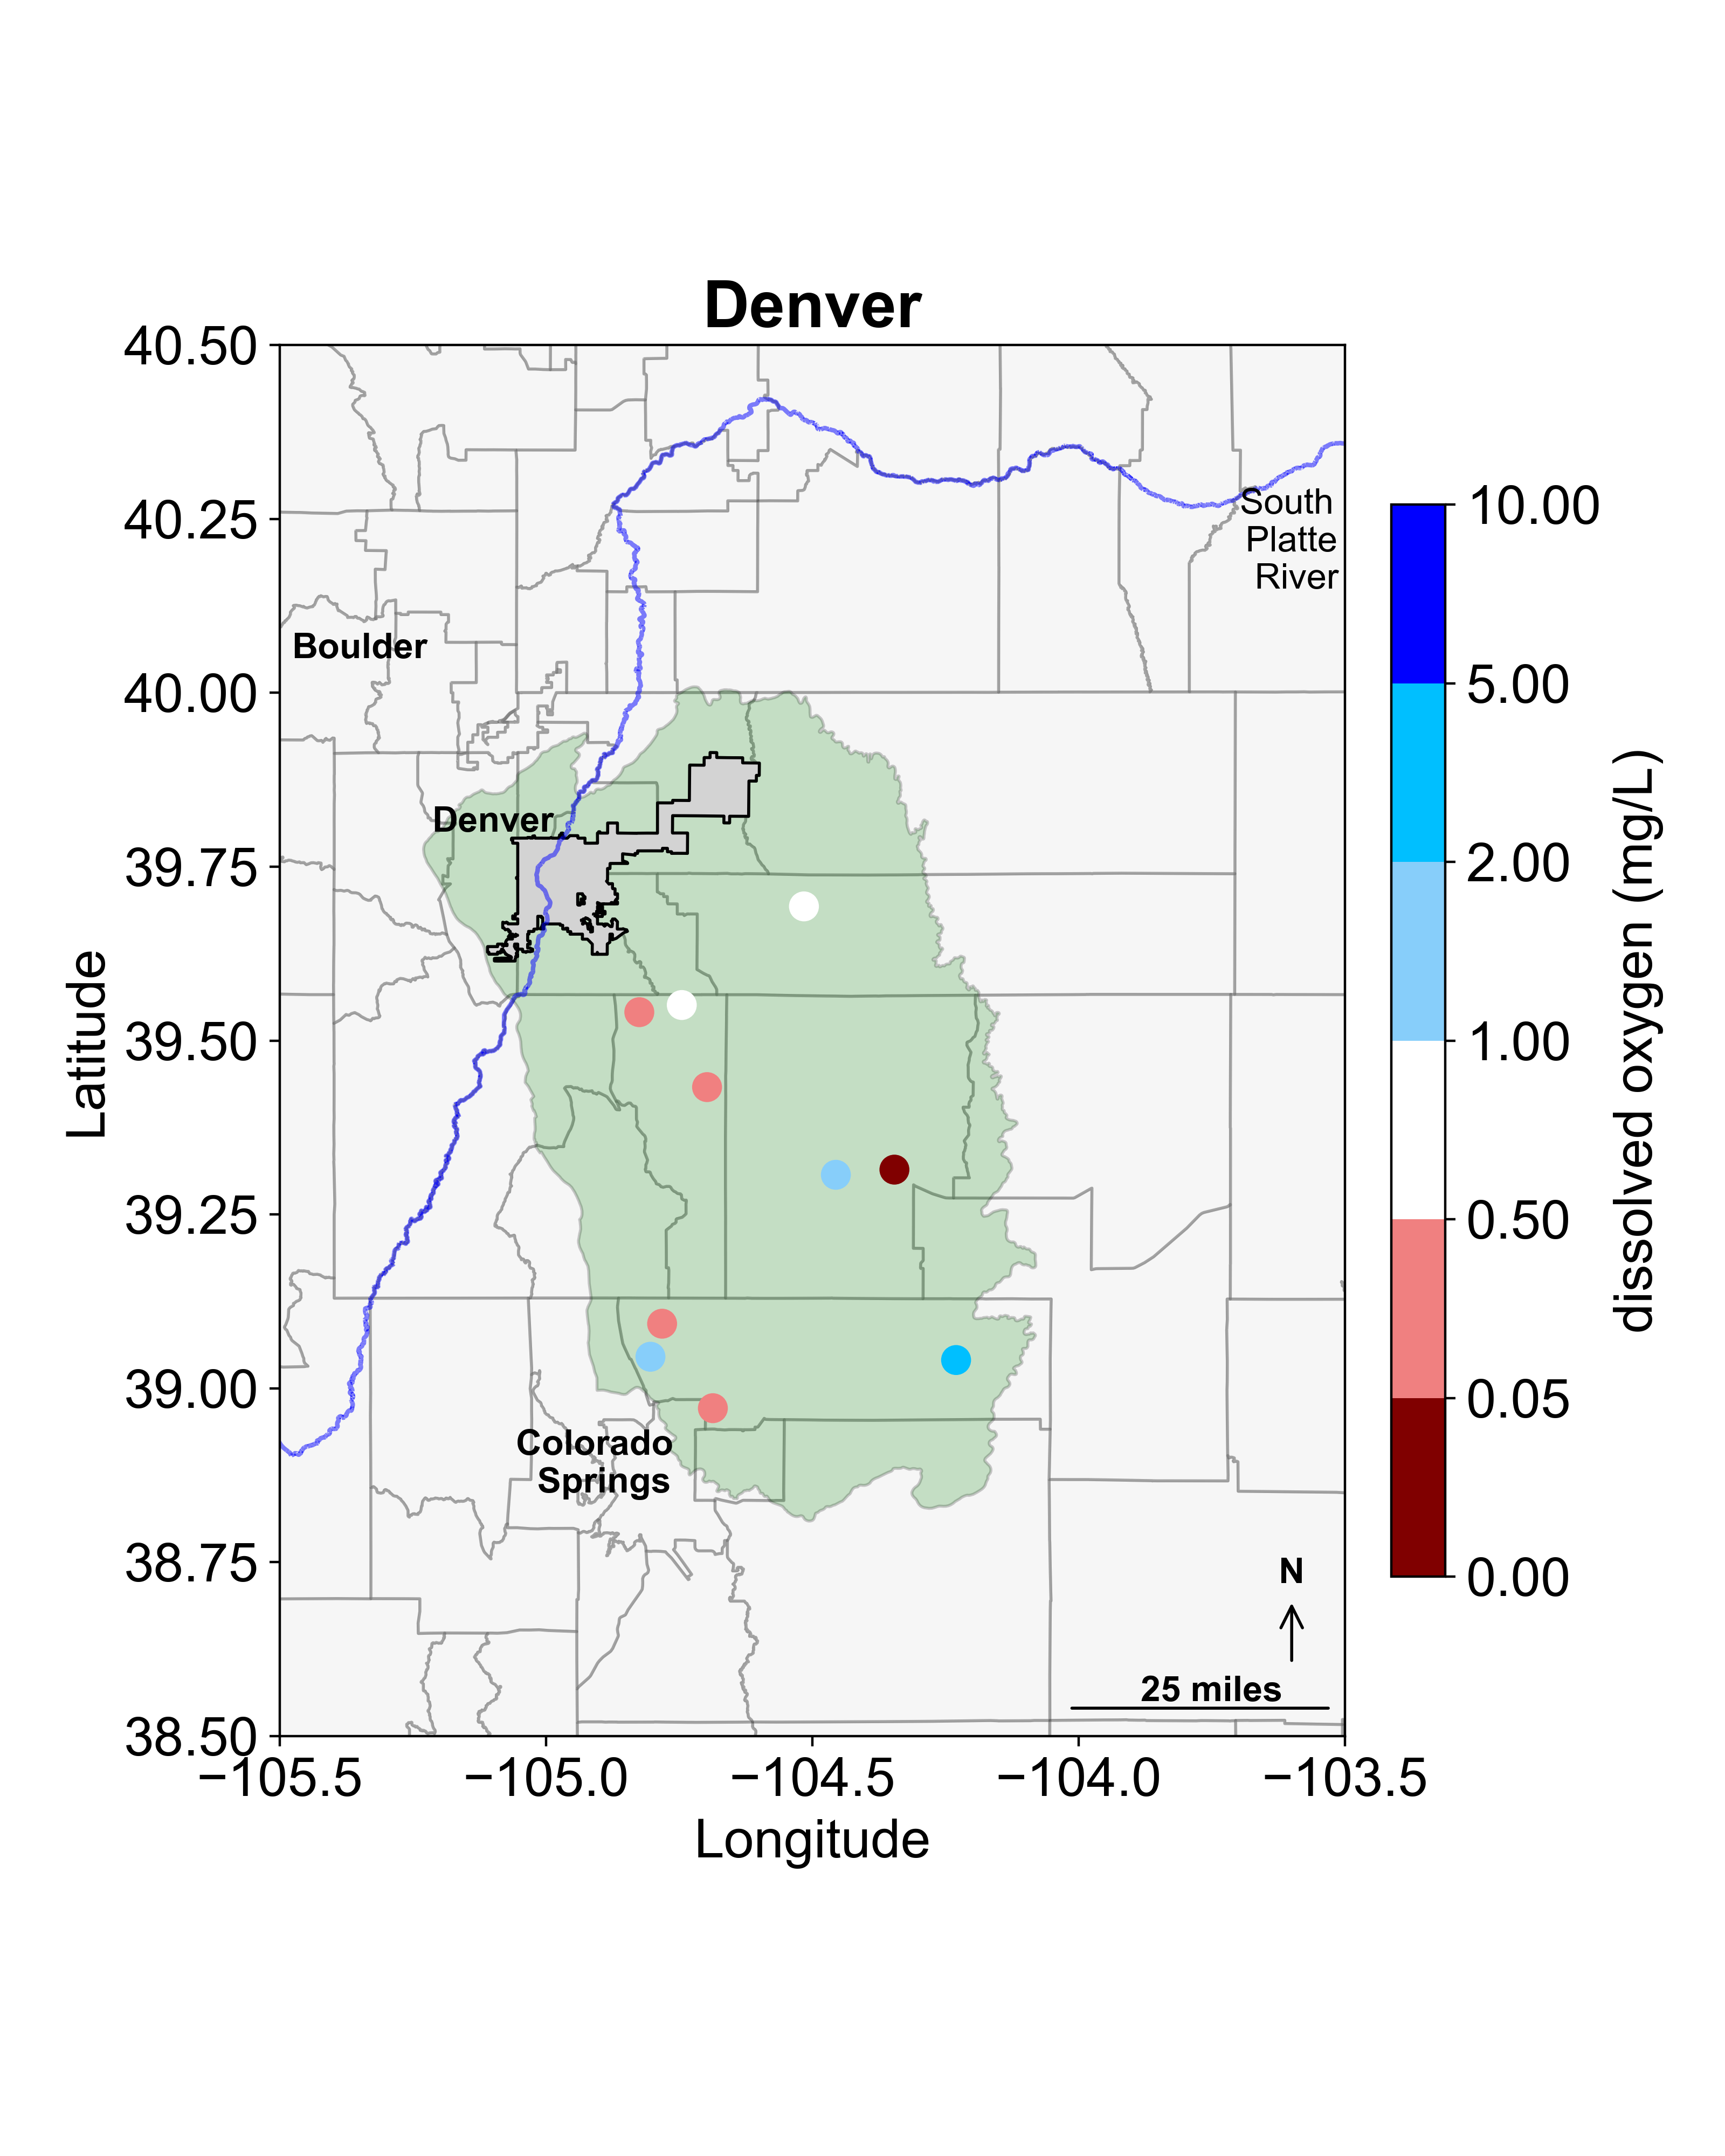 Denver
40.50
40.25
40.00
39.75
39.50
39.25
39.00
38.75
38.50
Latitude
−105.5
−105.0
−104.5
−104.0
−103.5
Longitude
South
Platte
River
Boulder
Denver
Colorado
Springs
N
25 miles
10.00
5.00
2.00
1.00
0.50
0.05
0.00
dissolved oxygen (mg/L)